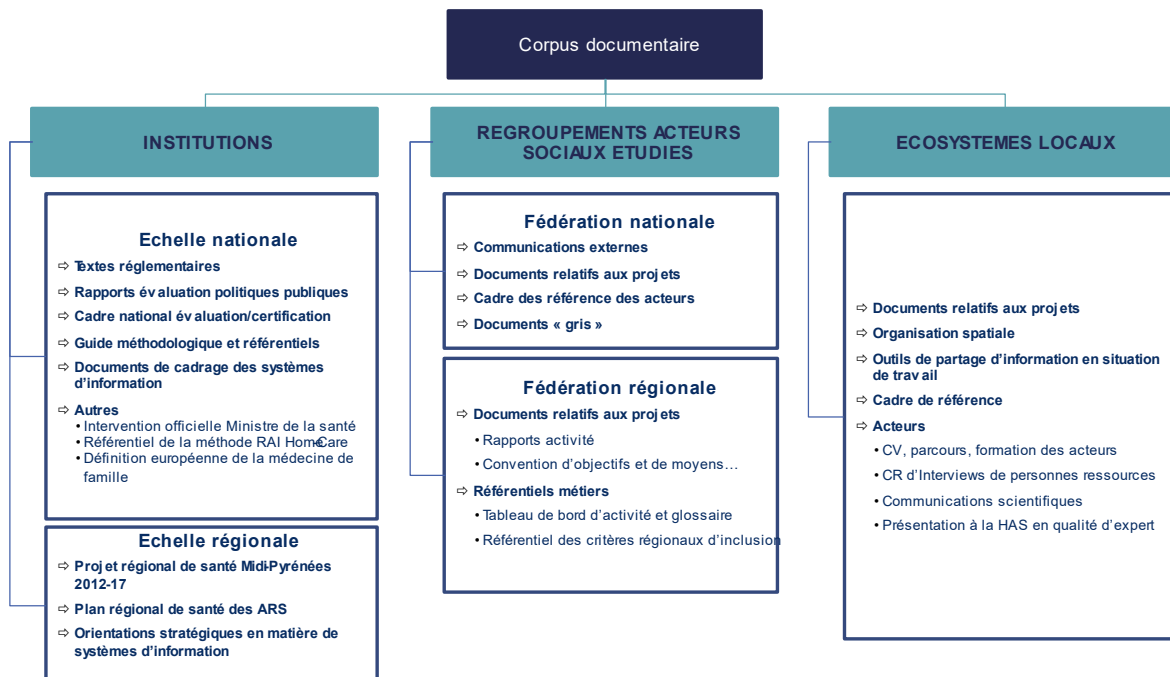 Corpus documentaire
INSTITUTIONS
Echelle nationale
⇨ Textes réglementaires
⇨ Rapports évaluation politiques publiques
⇨ Cadre national évaluation/certification
⇨ Guide méthodologique et référentiels
⇨ Documents de cadrage des systèmes
d'information
⇨ Autres
• Intervention officielle Ministre de la santé
• Référentiel de la méthode RAI Home-Care
• Définition européenne de la médecine de
famille
Echelle régionale
⇨ Projet régional de santé Midi-Pyrénées
2012-17
⇨ Plan régional de santé des ARS
⇨ Orientations stratégiques en matière de
systèmes d'information
REGROUPEMENTS ACTEURS
SOCIAUX ETUDIES
Fédération nationale
⇨ Communications externes
⇨ Documents relatifs aux projets
⇨ Cadre des référence des acteurs
⇨ Documents « gris »
Fédération régionale
⇨ Documents relatifs aux projets
• Rapports activité
• Convention d'objectifs et de moyens…
⇨ Référentiels métiers
• Tableau de bord d'activité et glossaire
• Référentiel des critères régionaux d'inclusion
ECOSYSTEMES LOCAUX
⇨ Documents relatifs aux projets
⇨ Organisation spatiale
⇨ Outils de partage d'information en situation
de travail
⇨ Cadre de référence
⇨ Acteurs
• CV, parcours, formation des acteurs
• CR d'Interviews de personnes ressources
• Communications scientifiques
• Présentation à la HAS en qualité d'expert